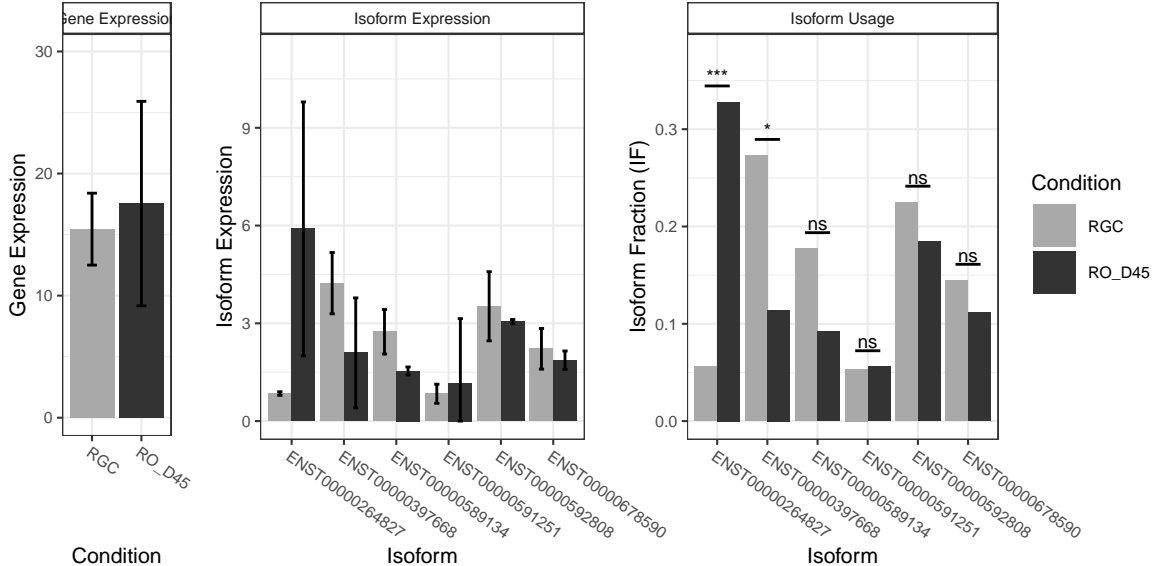 Gene Expression
Isoform Expression
Isoform Usage
Gene Expression
30
20
10
0
RGC
RO_D45
Condition
Isoform Expression
9
6
3
0
ENST00000264827
ENST00000397668
ENST00000589134
ENST00000591251
ENST00000592808
ENST00000678590
Isoform
Isoform Fraction (IF)
0.3
0.2
0.1
0.0
***
*
ns
ns
ns
ns
ENST00000264827
ENST00000397668
ENST00000589134
ENST00000591251
ENST00000592808
ENST00000678590
Isoform
Condition
RGC
RO_D45